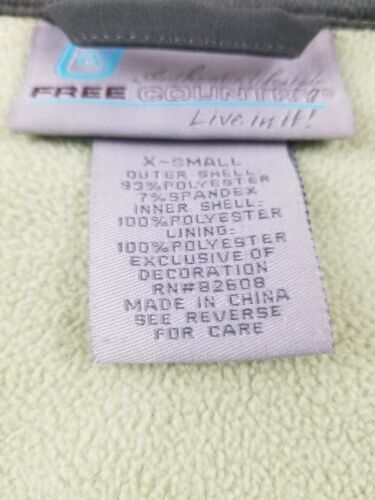 FREE COUNTRY®
Live in it!
X-SMALL
OUTER SHELL:
93%POLYESTER
7%SPANDEX
INNER SHELL:
100%POLYESTER
LINING:
100%POLYESTER
EXCLUSIVE OF
DECORATION
RN#82608
MADE IN CHINA
SEE REVERSE
FOR CARE